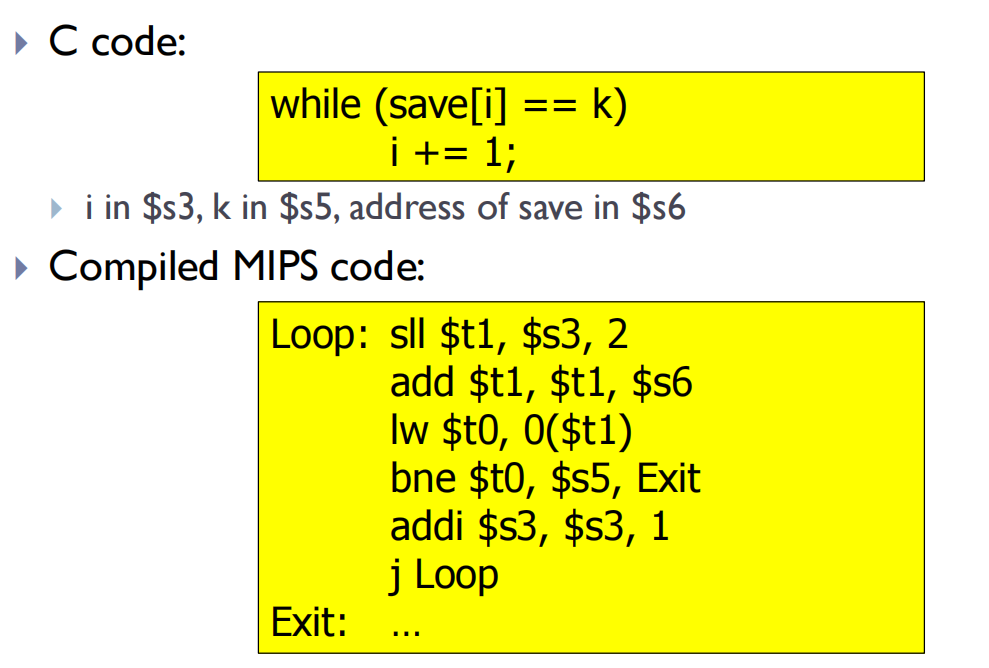 C code:
while (save[i] == k)
i += 1;
i in $s3, k in $s5, address of save in $s6
Compiled MIPS code:
Loop: sll $t1, $s3, 2
add $t1, $t1, $s6
lw $t0, 0($t1)
bne $t0, $s5, Exit
addi $s3, $s3, 1
j Loop
Exit: ...